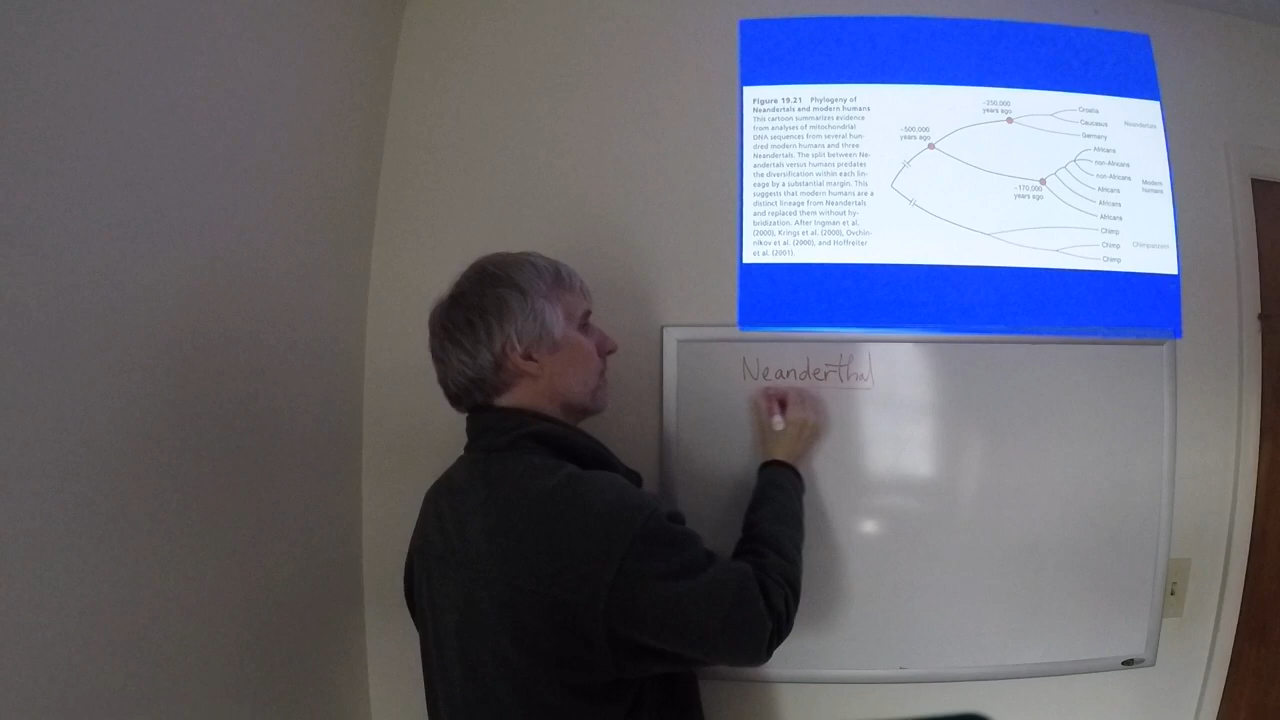 Figure 19.21 Phylogeny of
Neandertals and modern humans
This cartoon summarizes evidence
from analyses of mitochondrial
DNA sequences from several hun-
dred modern humans and three
Neandertals. The split between Ne-
andertals versus humans predates
the diversification within each lin-
eage by a substantial margin. This
suggests that modern humans are a
distinct lineage from Neandertals
and replaced them without hy-
bridization. After Ingman et al.
(2000), Krings et al. (2000), Ovchin-
nikov et al. (2000), and Hoffreiter
et al. (2001).
~250,000
years ago
~500,000
years ago
~170,000
years ago
Croatia
Caucasus
Germany
Neandertals
Africans
non-Africans
non-Africans
Africans
Africans
Africans
Modern
humans
Chimp
Chimp
Chimp
Chimpanzees
Neanderthal